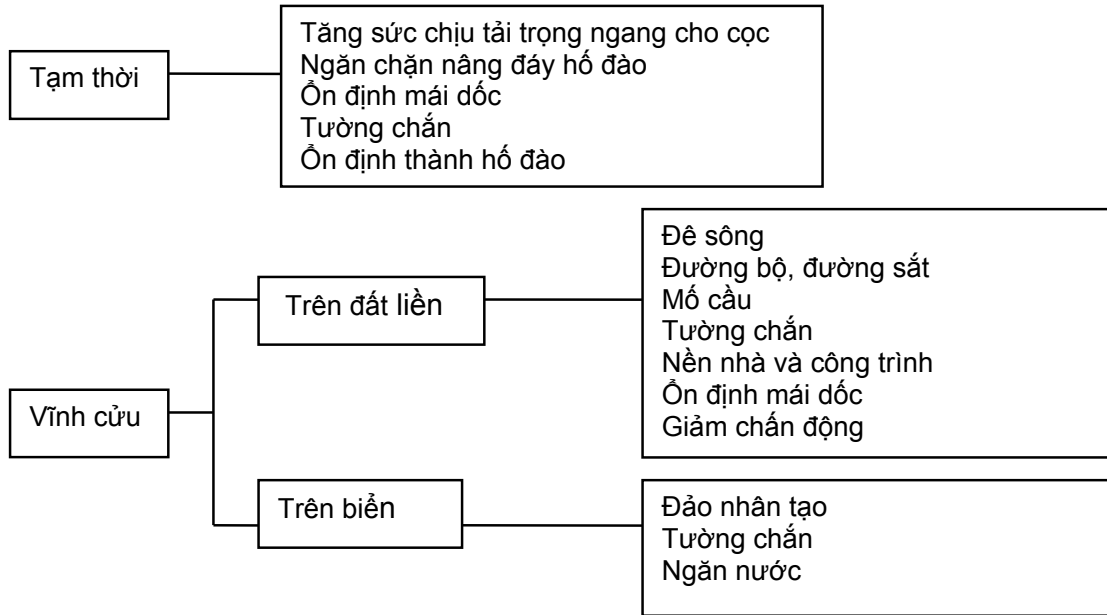 Tạm thời
Tăng sức chịu tải trọng ngang cho cọc
Ngăn chặn nâng đáy hố đào
Ổn định mái dốc
Tường chắn
Ổn định thành hố đào
Vĩnh cửu
Trên đất liền
Đê sông
Đường bộ, đường sắt
Mố cầu
Tường chắn
Nền nhà và công trình
Ổn định mái dốc
Giảm chấn động
Trên biển
Đảo nhân tạo
Tường chắn
Ngăn nước